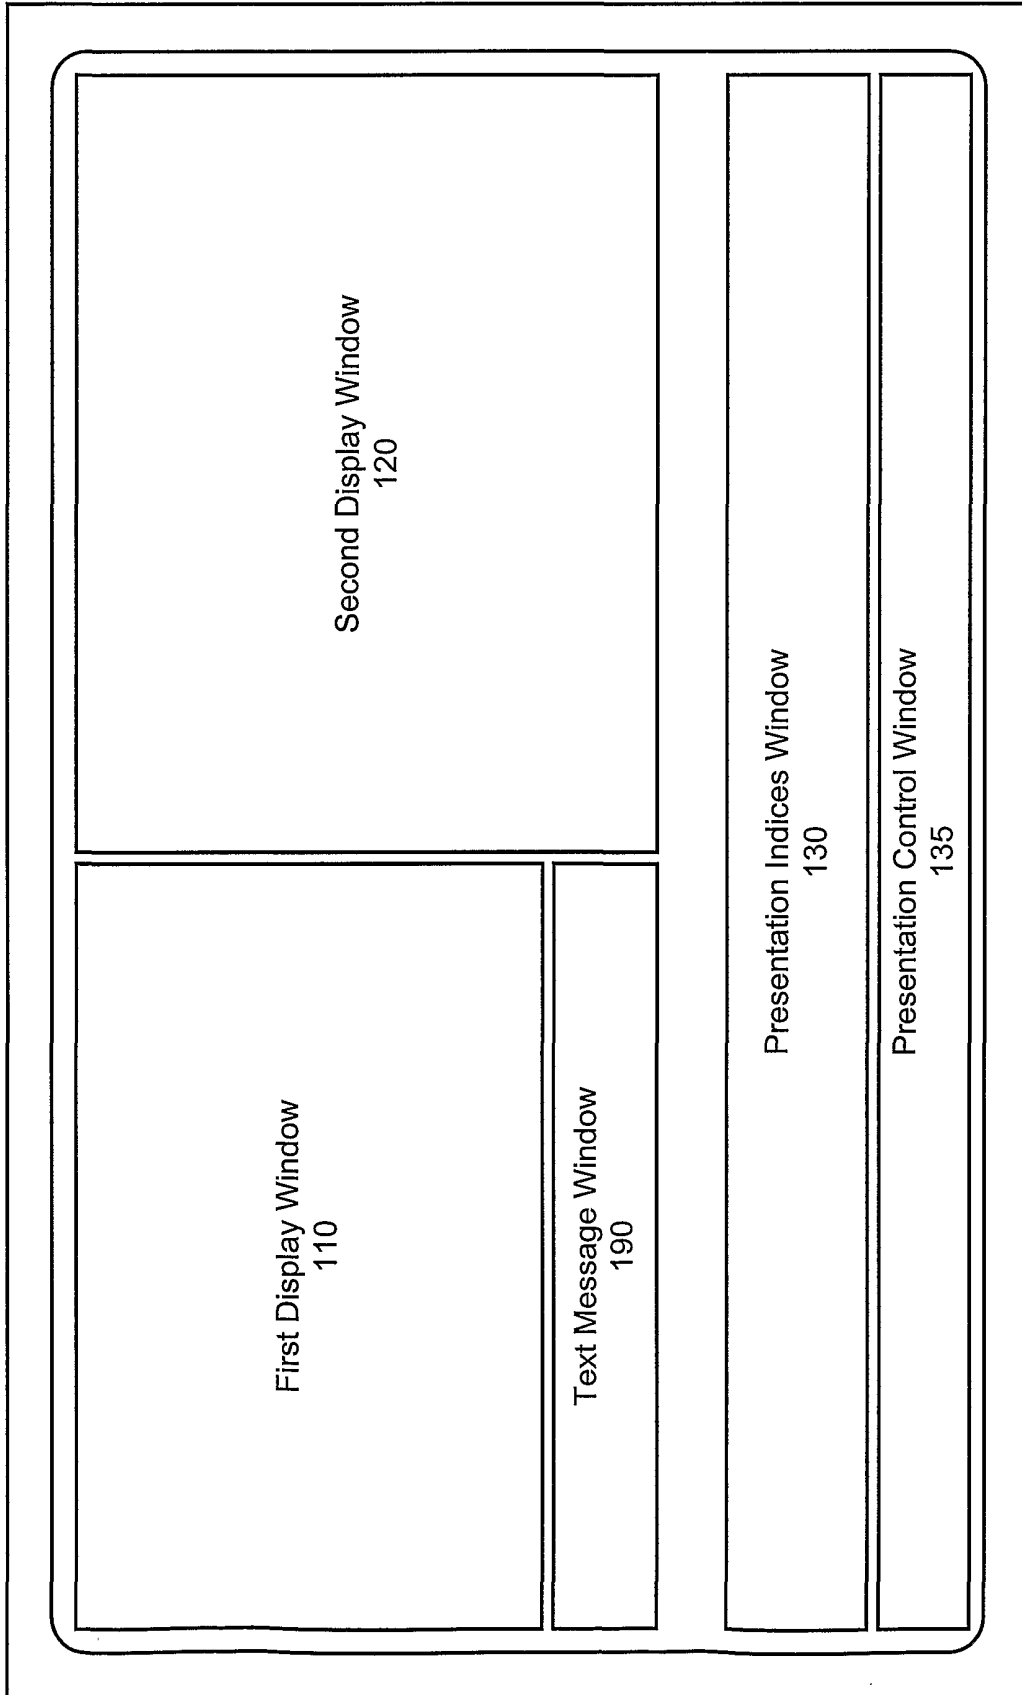 First Display Window
110
Second Display Window
120
Text Message Window
190
Presentation Indices Window
130
Presentation Control Window
135